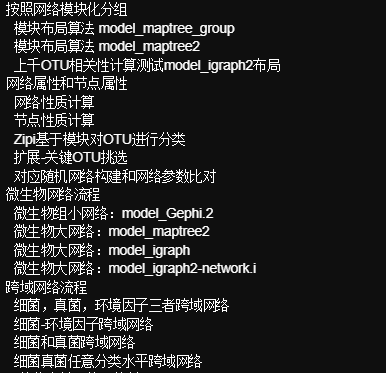 按照网络模块化分组
模块布局算法 model_maptree_group
模块布局算法 model_maptree2
上千OTU相关性计算测试model_igraph2布局
网络属性和节点属性
网络性质计算
节点性质计算
Zipi基于模块对OTU进行分类
扩展-关键OTU挑选
对应随机网络构建和网络参数比对
微生物网络流程
微生物组小网络：model_Gephi.2
微生物大网络：model_maptree2
微生物大网络：model_igraph
微生物大网络：model_igraph2-network.i
跨域网络流程
细菌，真菌，环境因子三者跨域网络
细菌-环境因子跨域网络
细菌和真菌跨域网络
细菌真菌任意分类水平跨域网络